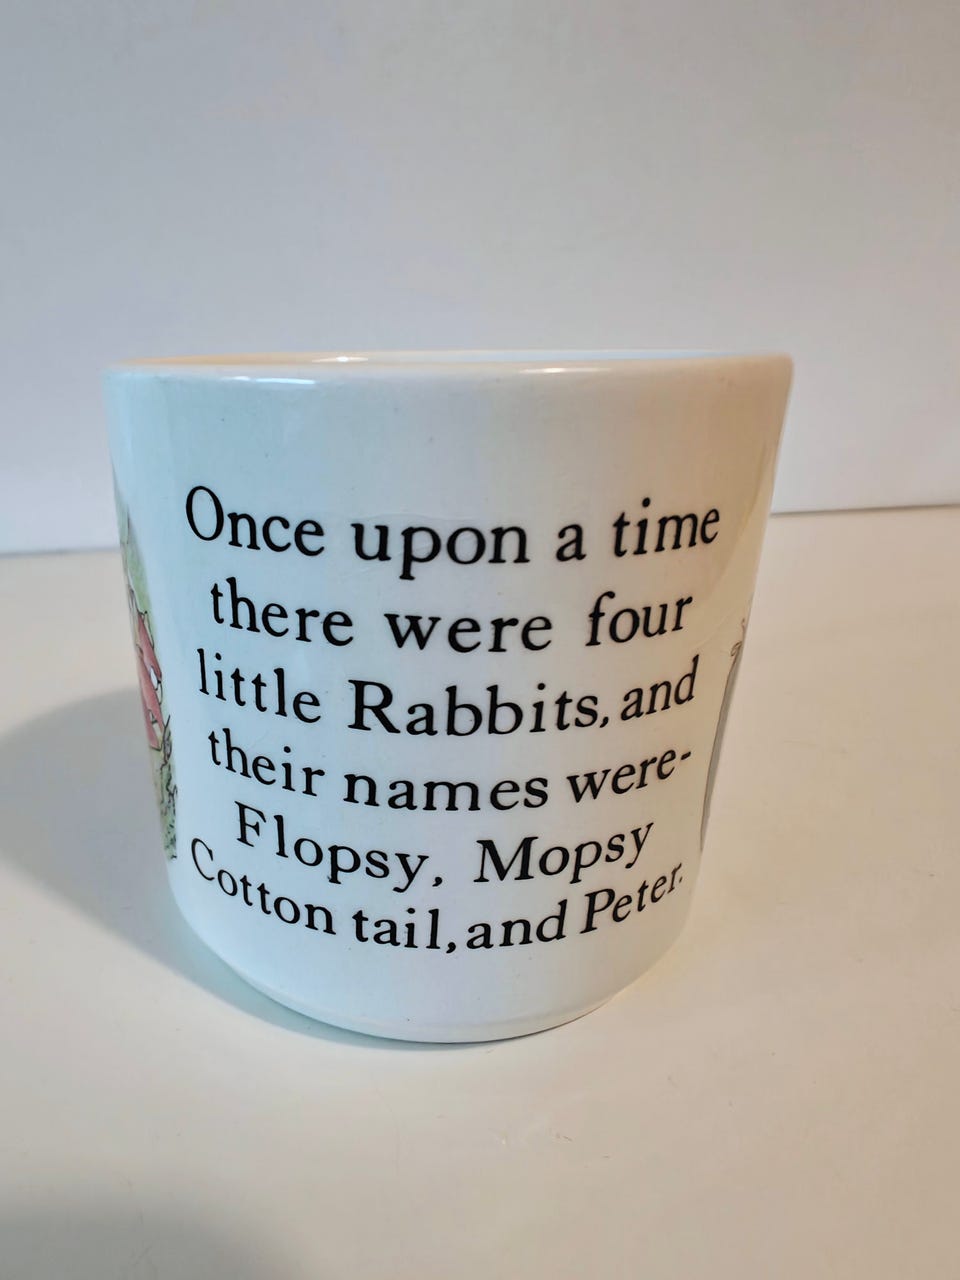 Once upon a time
there were four
little Rabbits, and
their names were-
Flopsy, Mopsy
Cotton tail, and Peter.